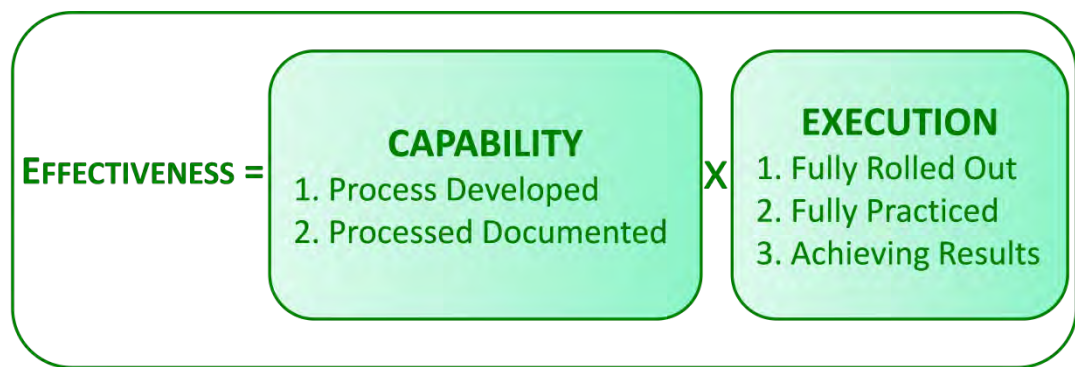 EFFECTIVENESS =
CAPABILITY
1. Process Developed
2. Processed Documented
X
EXECUTION
1. Fully Rolled Out
2. Fully Practiced
3. Achieving Results